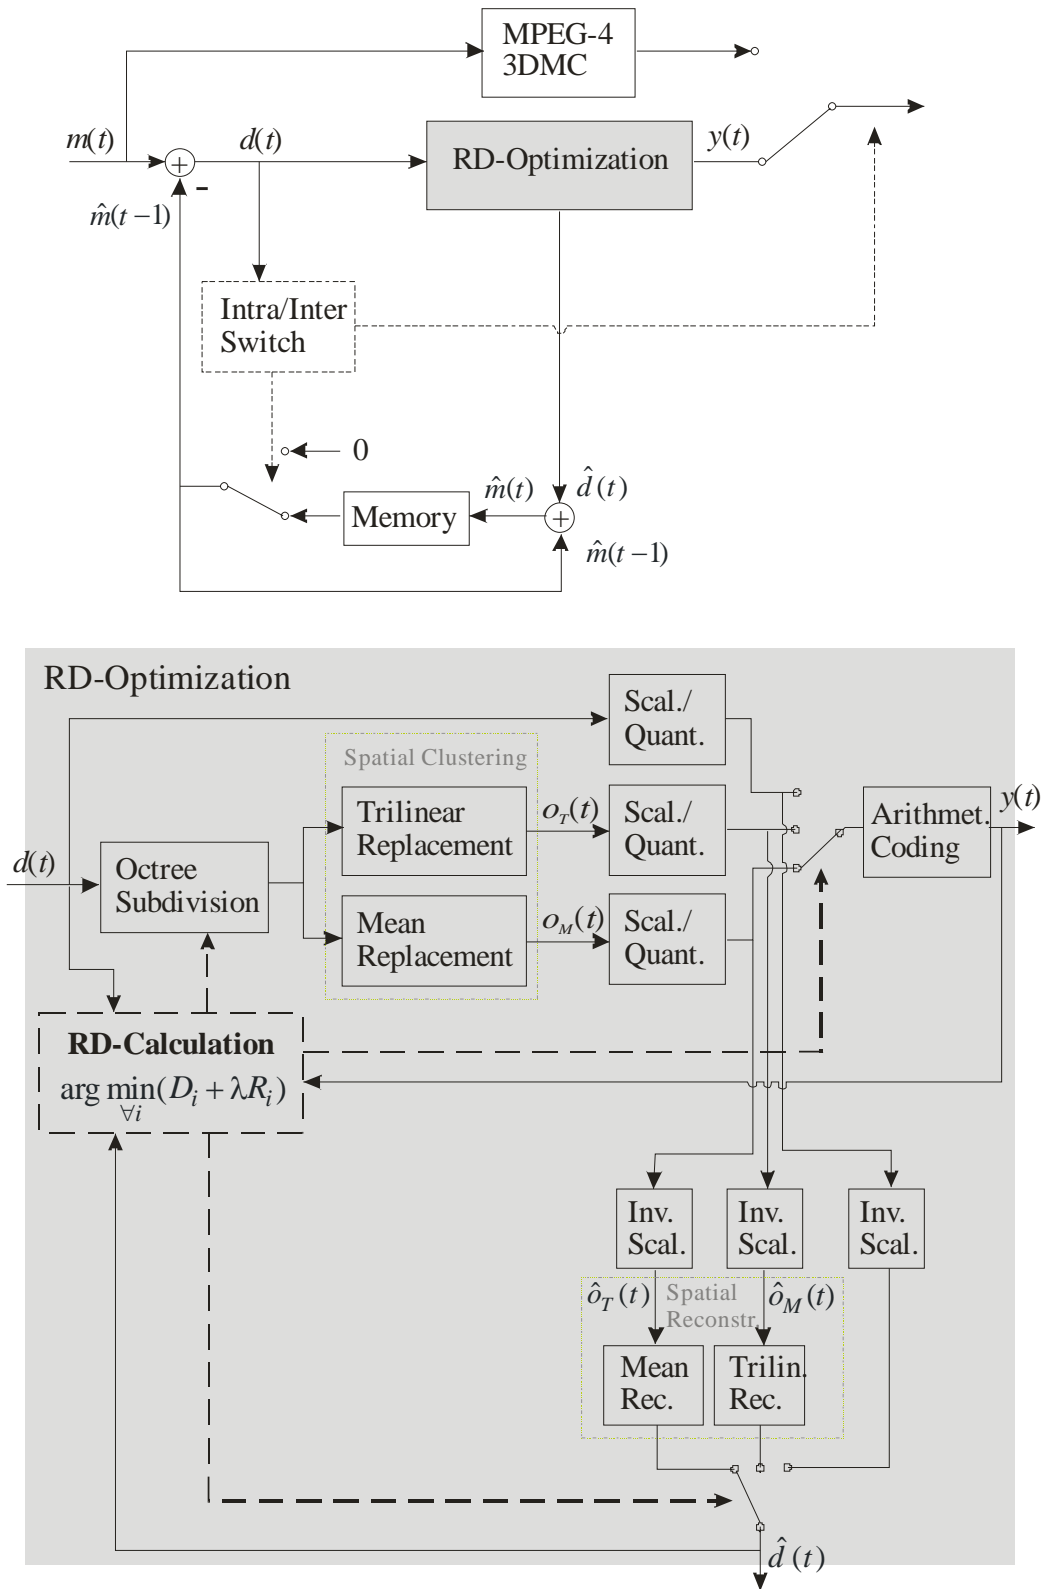 MPEG-4
3DMC
m(t)
d(t)
RD-Optimization
y(t)
+
-
m̂(t−1)
Intra/Inter
Switch
0
Memory
m̂(t)
d̂(t)
+
m̂(t−1)
RD-Optimization
Scal./
Quant.
Spatial Clustering
Trilinear
Replacement
o_T(t)
Scal./
Quant.
Arithmet.
Coding
y(t)
d(t)
Octree
Subdivision
Mean
Replacement
o_M(t)
Scal./
Quant.
RD-Calculation
arg min(D_i + λR_i)
∀i
Inv.
Scal.
Inv.
Scal.
Inv.
Scal.
ô_T(t)
Spatial
Reconstr.
ô_M(t)
Mean
Rec.
Trilin.
Rec.
d̂(t)